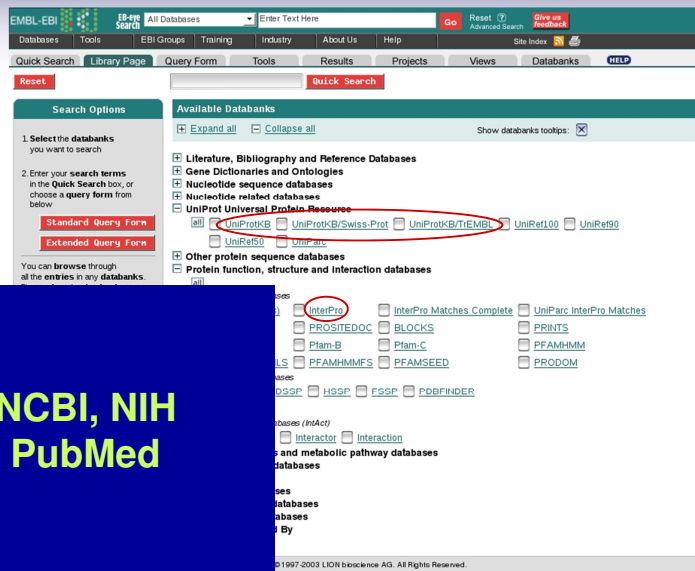 EMBL-EBI EB-eye Search All Databases Enter Text Here Go Reset ? Advanced Search Give us feedback
Databases Tools EBI Groups Training Industry About Us Help Site Index
Quick Search Library Page Query Form Tools Results Projects Views Databanks HELP
Reset Quick Search
Search Options
1. Select the databanks
you want to search
2. Enter your search terms
in the Quick Search box, or
choose a query form from
below
Standard Query Form
Extended Query Form
You can browse through
all the entries in any databanks.
Available Databanks
Expand all Collapse all Show databanks tooltips:
Literature, Bibliography and Reference Databases
Gene Dictionaries and Ontologies
Nucleotide sequence databases
Nucleotide related databases
UniProt Universal Protein Resource
all UniProtKB UniProtKB/Swiss-Prot UniProtKB/TrEMBL UniRef100 UniRef90
UniRef50 UniParc
Other protein sequence databases
Protein function, structure and interaction databases
all
InterPro InterPro Matches Complete UniParc InterPro Matches
PROSITEDOC BLOCKS PRINTS
Pfam-B Pfam-C PFAMHMM
LS PFAMHMMFS PFAMSEED PRODOM
DSSP HSSP FSSP PDBFINDER
abases (IntAct)
Interactor Interaction
s and metabolic pathway databases
databases
ses
atabases
abases
d By
© 1997-2003 LION bioscience AG. All Rights Reserved.
NCBI, NIH
PubMed